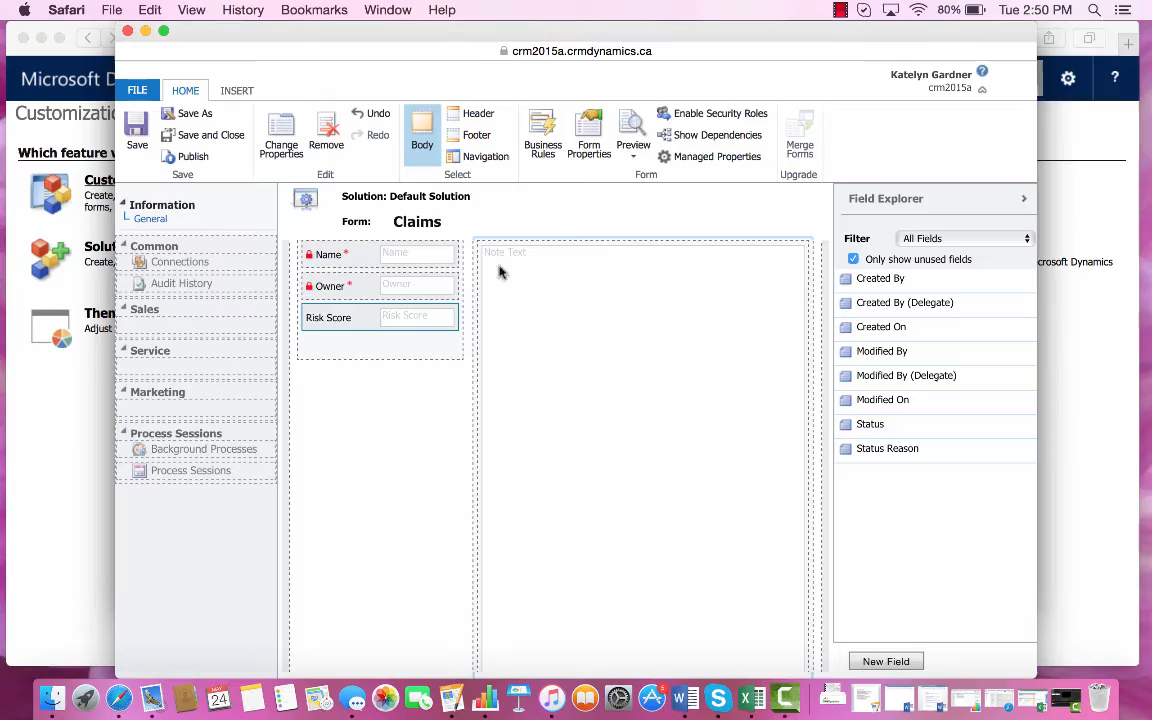 Safari File Edit View History Bookmarks Window Help
80% Tue 2:50 PM
crm2015a.crmdynamics.ca
Microsoft D
?
Customizati
Which feature
Cust
Create,
forms,
Solut
Create,
crosoft Dynamics
Them
Adjust
Katelyn Gardner
crm2015a
FILE HOME INSERT
Save
Save As
Save and Close
Publish
Save
Change Properties
Remove
Undo
Redo
Edit
Body
Header
Footer
Navigation
Select
Business Rules
Form Properties
Preview
Enable Security Roles
Show Dependencies
Managed Properties
Form
Merge Forms
Upgrade
Information
General
Common
Connections
Audit History
Sales
Service
Marketing
Process Sessions
Background Processes
Process Sessions
Solution: Default Solution
Form: Claims
Name * Name
Owner * Owner
Risk Score Risk Score
Note Text
Field Explorer
Filter All Fields
Only show unused fields
Created By
Created By (Delegate)
Created On
Modified By
Modified By (Delegate)
Modified On
Status
Status Reason
New Field
MAY
24
5